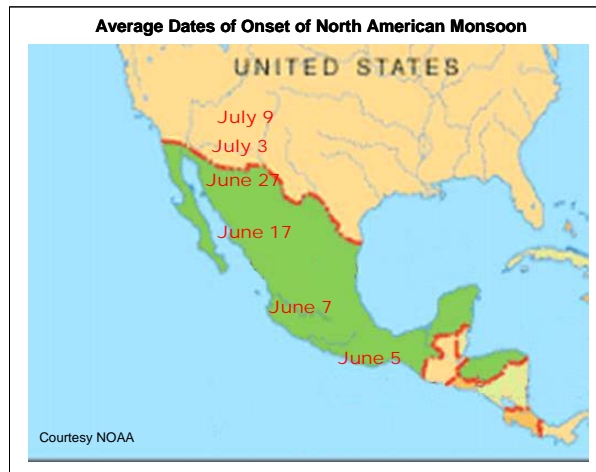 Average Dates of Onset of North American Monsoon
UNITED STATES
July 9
July 3
June 27
June 17
June 7
June 5
Courtesy NOAA